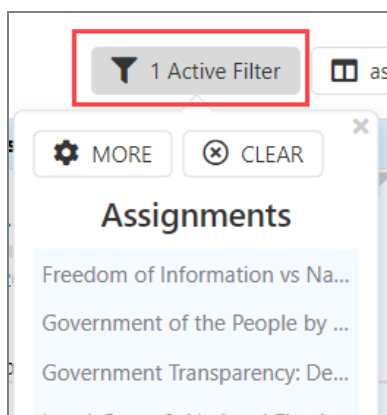 1 Active Filter as
MORE CLEAR
Assignments
Freedom of Information vs Na...
Government of the People by ...
Government Transparency: De...